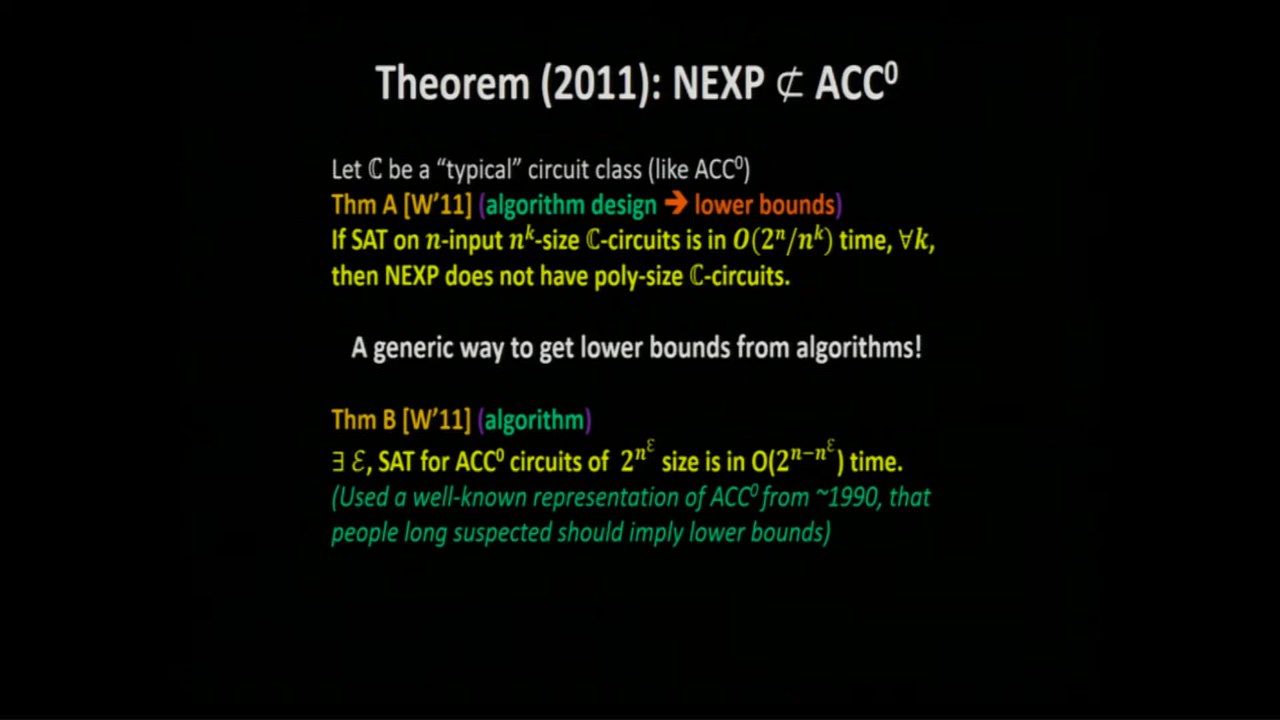 Theorem (2011): NEXP ⊄ ACC⁰
Let ℂ be a “typical” circuit class (like ACC⁰)
Thm A [W’11] (algorithm design ➔ lower bounds)
If SAT on n-input n^k-size ℂ-circuits is in O(2^n/n^k) time, ∀k,
then NEXP does not have poly-size ℂ-circuits.
A generic way to get lower bounds from algorithms!
Thm B [W’11] (algorithm)
∃ ε, SAT for ACC⁰ circuits of 2^{n^ε} size is in O(2^{n−n^ε}) time.
(Used a well-known representation of ACC⁰ from ~1990, that
people long suspected should imply lower bounds)